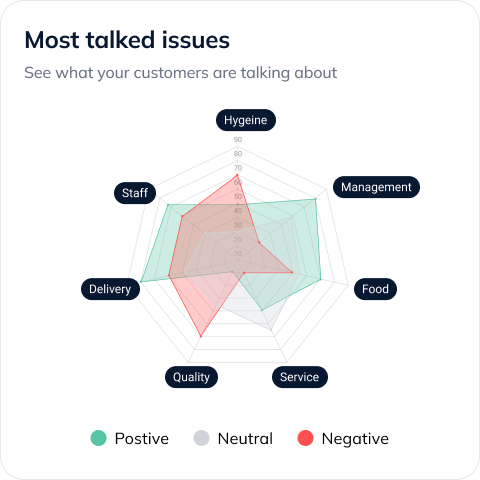 Most talked issues
See what your customers are talking about
Hygeine
90
80
70
60
50
40
30
20
10
Staff
Management
Delivery
Food
Quality
Service
Postive
Neutral
Negative